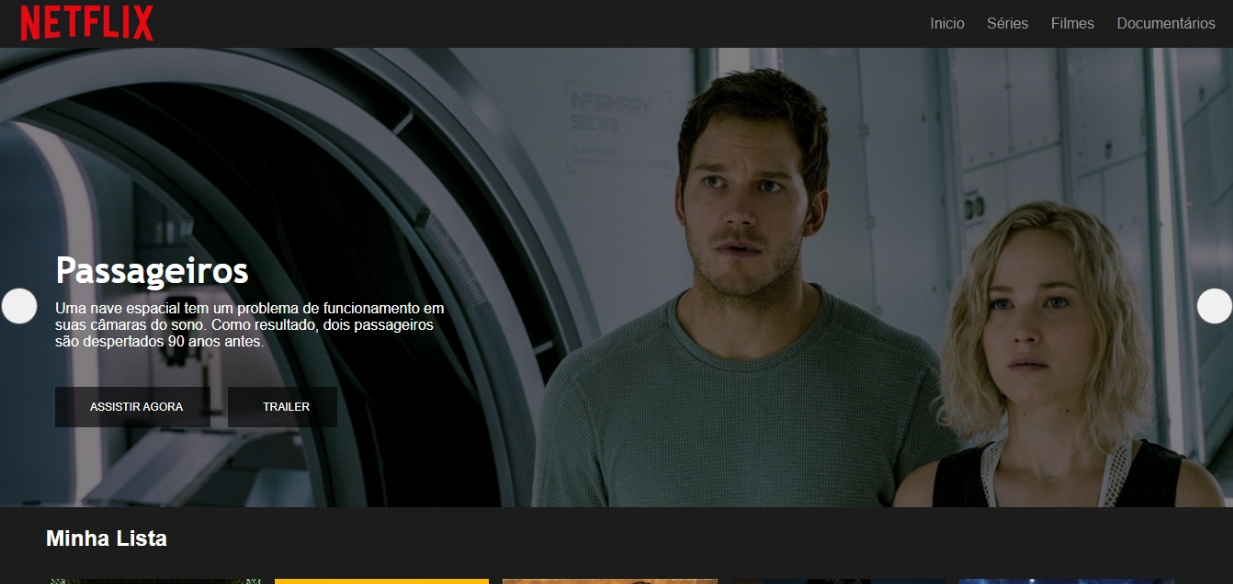 NETFLIX
Inicio Séries Filmes Documentários
INFIRMARY
SECWS
Passageiros
Uma nave espacial tem um problema de funcionamento em
suas câmaras do sono. Como resultado, dois passageiros
são despertados 90 anos antes.
ASSISTIR AGORA TRAILER
Minha Lista